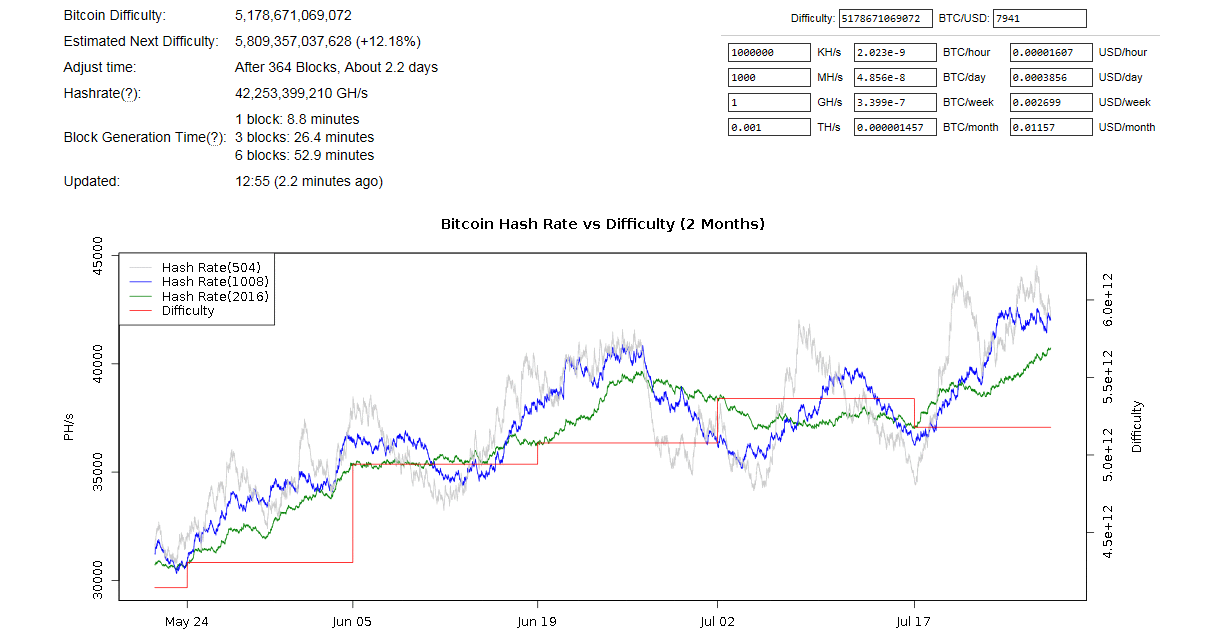 Bitcoin Difficulty: 5,178,671,069,072
Estimated Next Difficulty: 5,809,357,037,628 (+12.18%)
Adjust time: After 364 Blocks, About 2.2 days
Hashrate(?): 42,253,399,210 GH/s
1 block: 8.8 minutes
Block Generation Time(?): 3 blocks: 26.4 minutes
6 blocks: 52.9 minutes
Updated: 12:55 (2.2 minutes ago)
Difficulty: 5178671069072 BTC/USD: 7941
1000000 KH/s 2.023e-9 BTC/hour 0.00001607 USD/hour
1000 MH/s 4.856e-8 BTC/day 0.0003856 USD/day
1 GH/s 3.399e-7 BTC/week 0.002699 USD/week
0.001 TH/s 0.000001457 BTC/month 0.01157 USD/month
Bitcoin Hash Rate vs Difficulty (2 Months)
Hash Rate(504)
Hash Rate(1008)
Hash Rate(2016)
Difficulty
PH/s
45000
40000
35000
30000
6.0e+12
5.5e+12
5.0e+12
4.5e+12
Difficulty
May 24 Jun 05 Jun 19 Jul 02 Jul 17